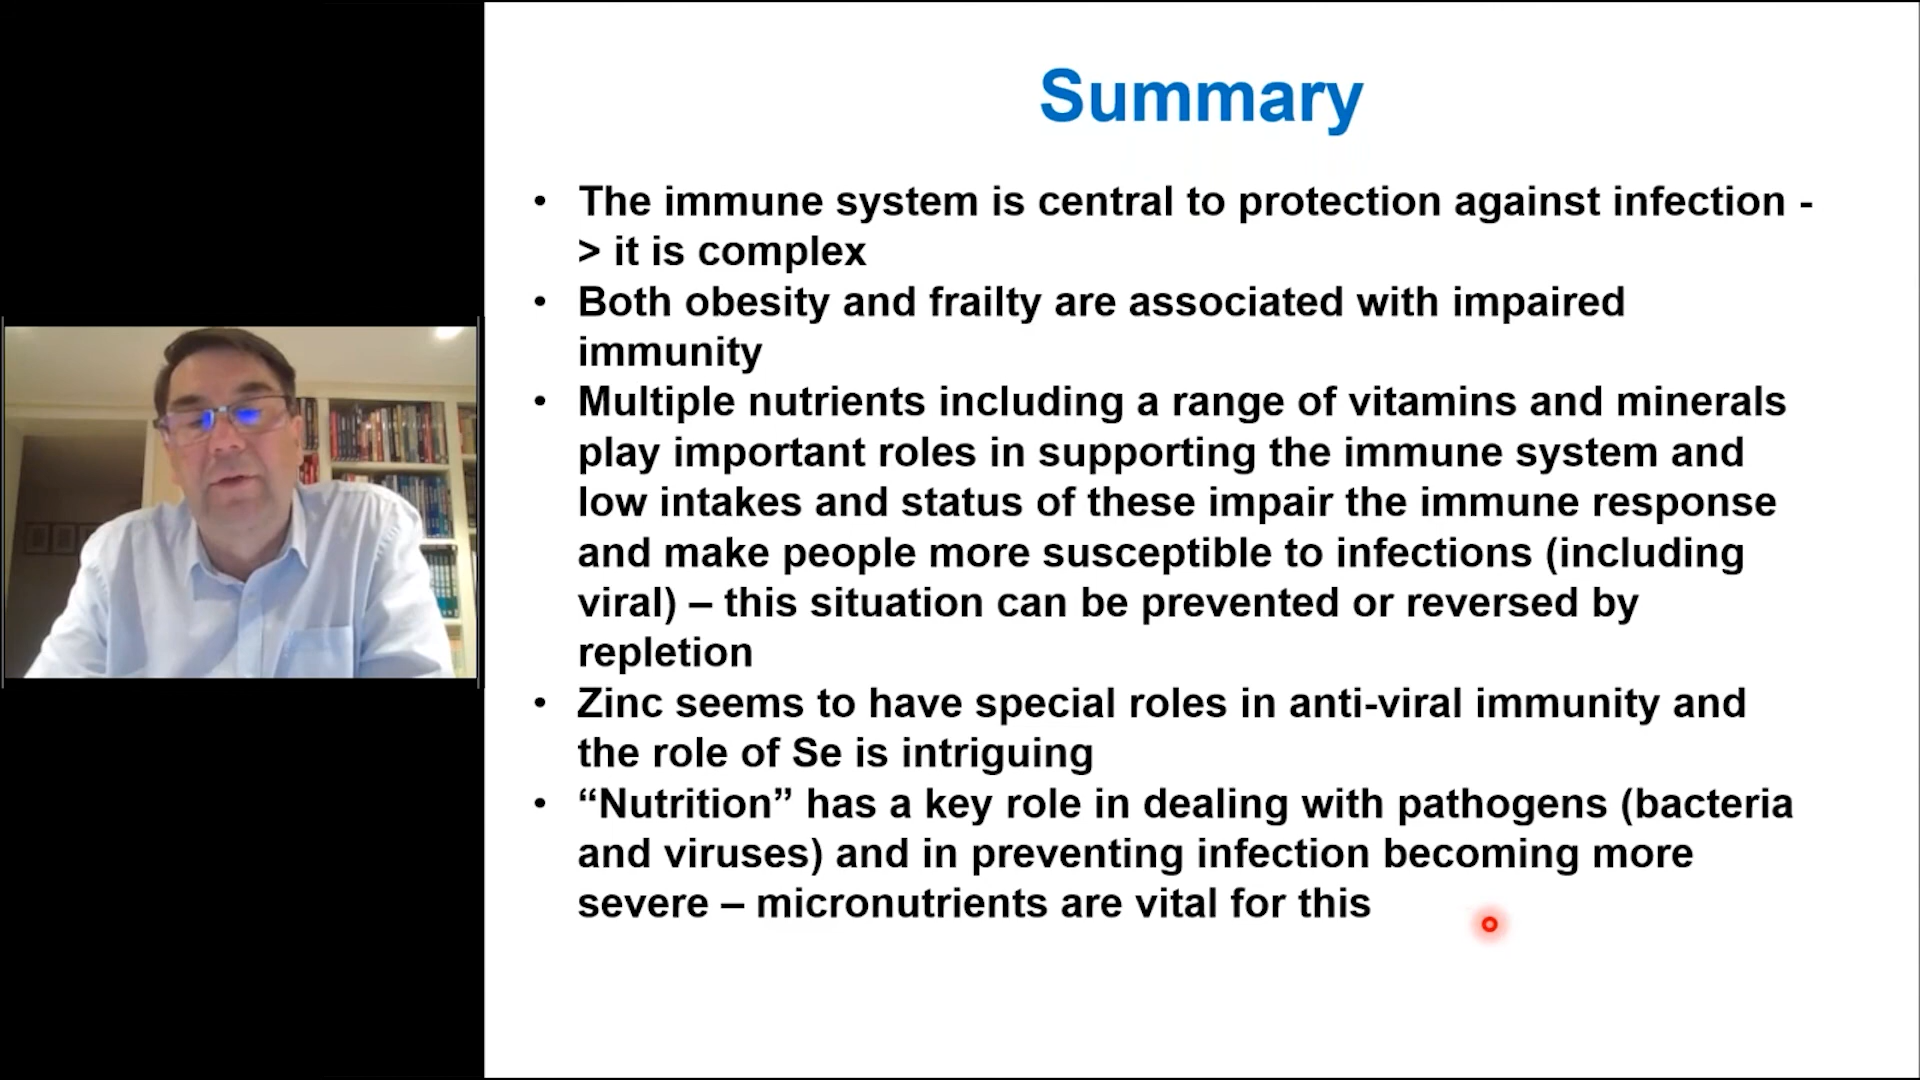 Summary
• The immune system is central to protection against infection -
> it is complex
• Both obesity and frailty are associated with impaired
immunity
• Multiple nutrients including a range of vitamins and minerals
play important roles in supporting the immune system and
low intakes and status of these impair the immune response
and make people more susceptible to infections (including
viral) – this situation can be prevented or reversed by
repletion
• Zinc seems to have special roles in anti-viral immunity and
the role of Se is intriguing
• “Nutrition” has a key role in dealing with pathogens (bacteria
and viruses) and in preventing infection becoming more
severe – micronutrients are vital for this